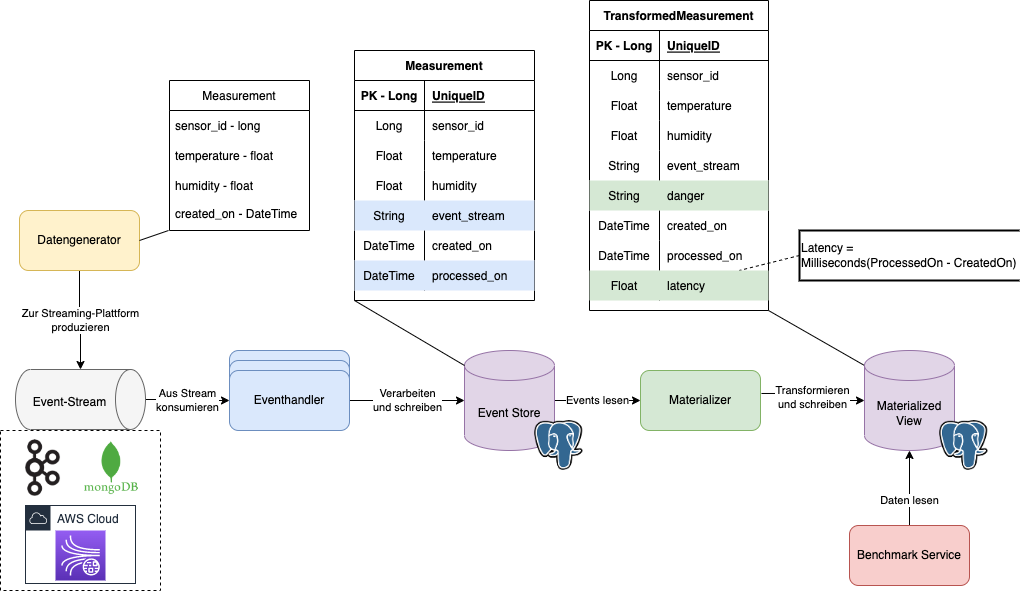 TransformedMeasurement
PK - Long UniqueID
Long sensor_id
Float temperature
Float humidity
String event_stream
String danger
DateTime created_on
DateTime processed_on
Float latency
Measurement
PK - Long UniqueID
Long sensor_id
Float temperature
Float humidity
String event_stream
DateTime created_on
DateTime processed_on
Measurement
sensor_id - long
temperature - float
humidity - float
created_on - DateTime
Latency =
Milliseconds(ProcessedOn - CreatedOn)
Datengenerator
Zur Streaming-Plattform
produzieren
Event-Stream
Aus Stream
konsumieren
Eventhandler
Verarbeiten
und schreiben
Event Store
Events lesen
Materializer
Transformieren
und schreiben
Materialized
View
mongoDB
AWS Cloud
Daten lesen
Benchmark Service